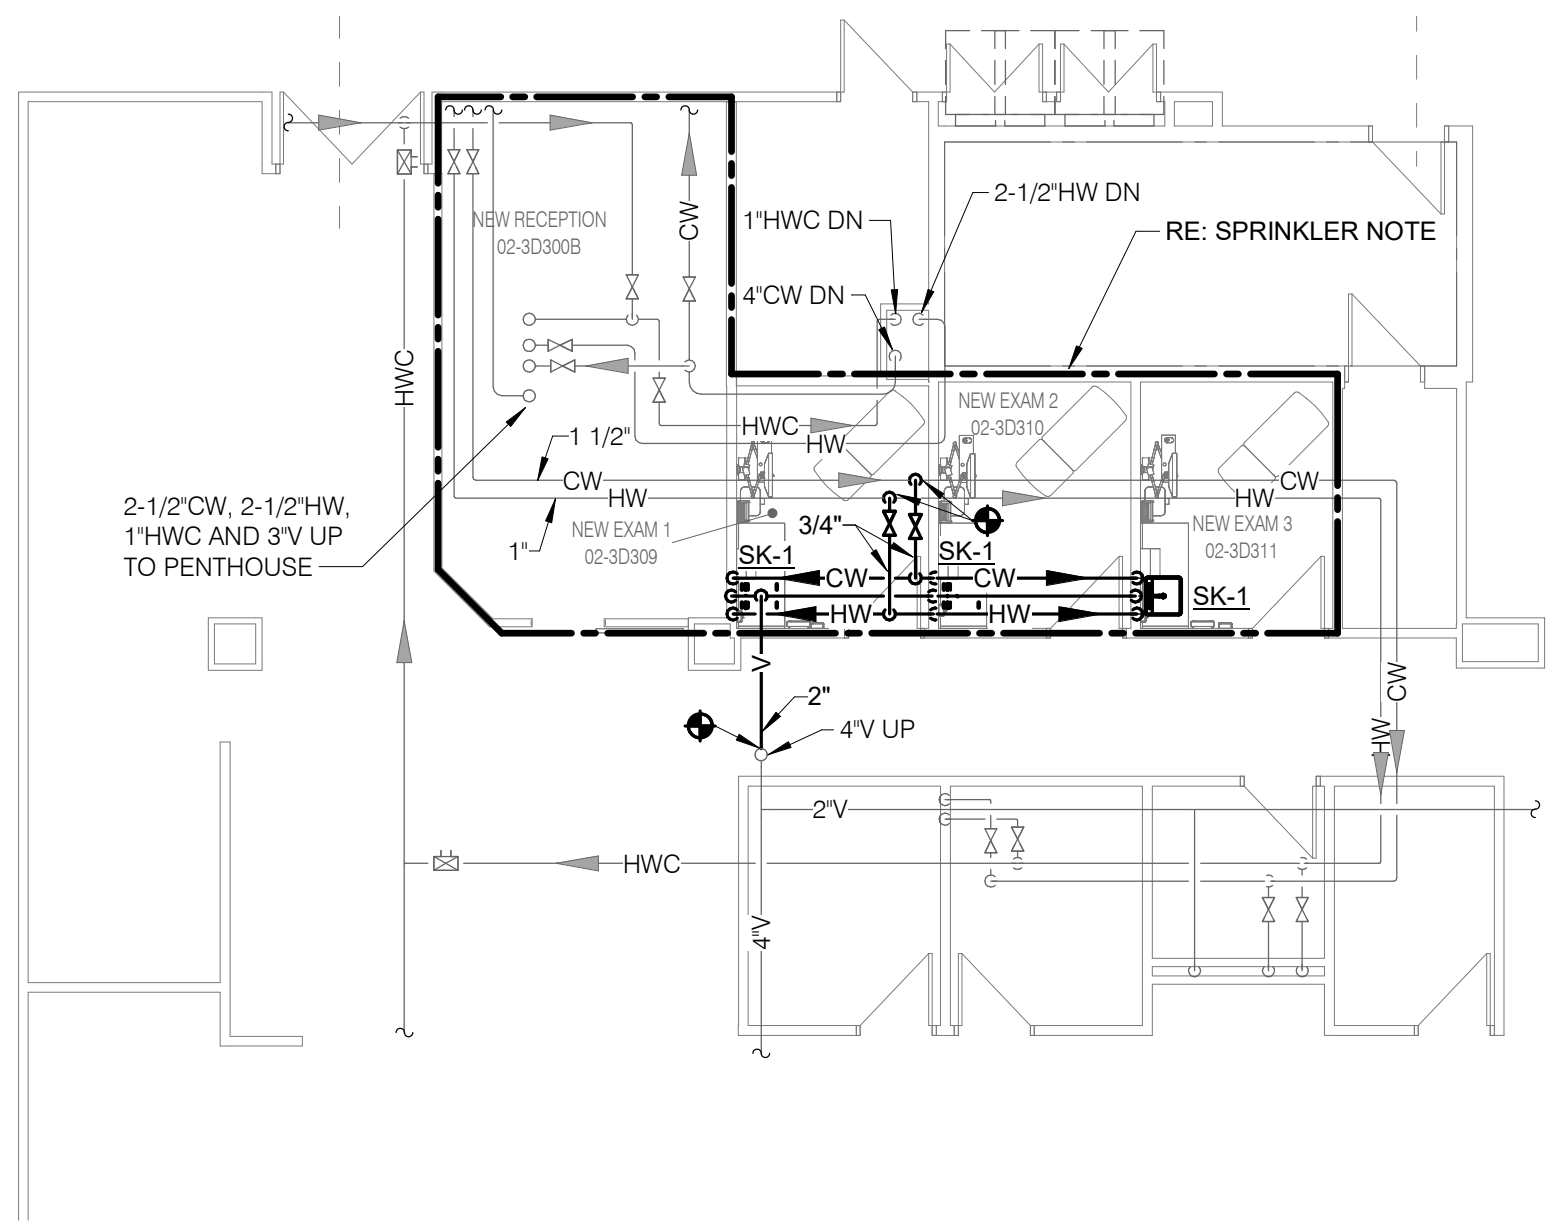 2-1/2"HW DN
1"HWC DN
NEW RECEPTION
02-3D300B
CW
RE: SPRINKLER NOTE
4"CW DN
HWC
NEW EXAM 2
02-3D310
HWC
1 1/2"
HW
CW
CW
HW
HW
2-1/2"CW, 2-1/2"HW,
1"HWC AND 3"V UP
TO PENTHOUSE
1"
NEW EXAM 1
02-3D309
3/4"
NEW EXAM 3
02-3D311
SK-1
SK-1
CW
CW
SK-1
HW
HW
V
2"
4"V UP
CW
HW
2"V
HWC
4"V